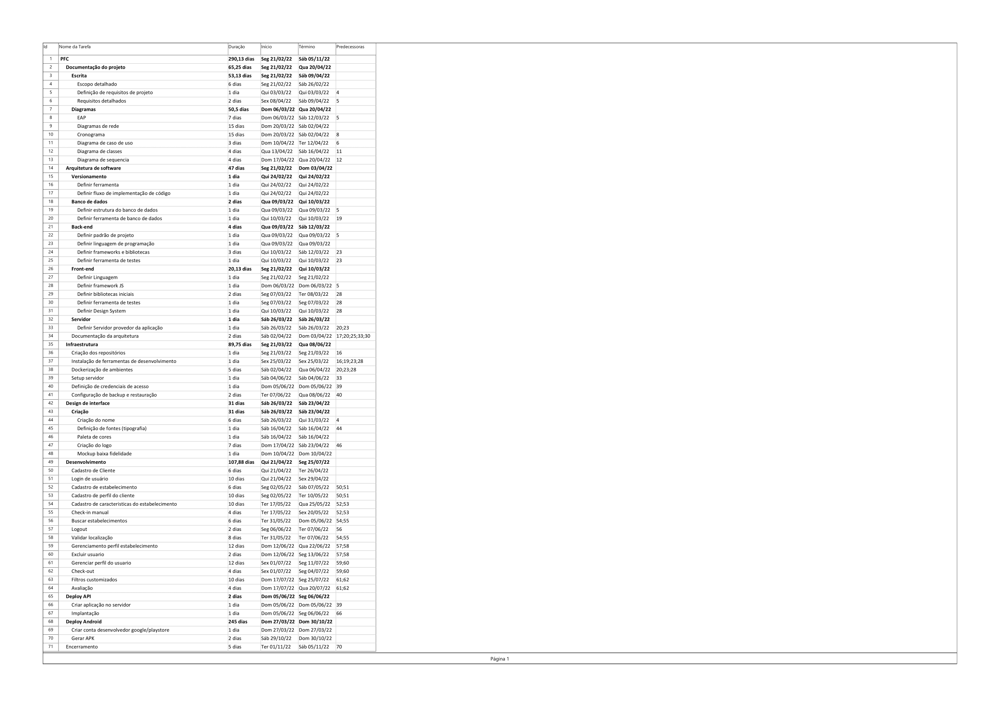 Id Nome da Tarefa Duração Início Término Predecessoras
1 PFC 290,13 dias Seg 21/02/22 Sáb 05/11/22
2 Documentação do projeto 65,25 dias Seg 21/02/22 Qua 20/04/22
3 Escrita 53,13 dias Seg 21/02/22 Sáb 09/04/22
4 Escopo detalhado 6 dias Seg 21/02/22 Sáb 26/02/22
5 Definição de requisitos de projeto 1 dia Qui 03/03/22 Qui 03/03/22 4
6 Requisitos detalhados 2 dias Sex 08/04/22 Sáb 09/04/22 5
7 Diagramas 50,5 dias Dom 06/03/22 Qua 20/04/22
8 EAP 7 dias Dom 06/03/22 Sáb 12/03/22 5
9 Diagramas de rede 15 dias Dom 20/03/22 Sáb 02/04/22
10 Cronograma 15 dias Dom 20/03/22 Sáb 02/04/22 8
11 Diagrama de caso de uso 3 dias Dom 10/04/22 Ter 12/04/22 6
12 Diagrama de classes 4 dias Qua 13/04/22 Sáb 16/04/22 11
13 Diagrama de sequencia 4 dias Dom 17/04/22 Qua 20/04/22 12
14 Arquitetura de software 47 dias Seg 21/02/22 Dom 03/04/22
15 Versionamento 1 dia Qui 24/02/22 Qui 24/02/22
16 Definir ferramenta 1 dia Qui 24/02/22 Qui 24/02/22
17 Definir fluxo de implementação de código 1 dia Qui 24/02/22 Qui 24/02/22
18 Banco de dados 2 dias Qua 09/03/22 Qui 10/03/22
19 Definir estrutura do banco de dados 1 dia Qua 09/03/22 Qua 09/03/22 5
20 Definir ferramenta de banco de dados 1 dia Qui 10/03/22 Qui 10/03/22 19
21 Back-end 4 dias Qua 09/03/22 Sáb 12/03/22
22 Definir padrão de projeto 1 dia Qua 09/03/22 Qua 09/03/22 5
23 Definir linguagem de programação 1 dia Qua 09/03/22 Qua 09/03/22
24 Definir frameworks e bibliotecas 3 dias Qui 10/03/22 Sáb 12/03/22 23
25 Definir ferramenta de testes 1 dia Qui 10/03/22 Qui 10/03/22 23
26 Front-end 20,13 dias Seg 21/02/22 Qui 10/03/22
27 Definir Linguagem 1 dia Seg 21/02/22 Seg 21/02/22
28 Definir framework JS 1 dia Dom 06/03/22 Dom 06/03/22 5
29 Definir bibliotecas iniciais 2 dias Seg 07/03/22 Ter 08/03/22 28
30 Definir ferramenta de testes 1 dia Seg 07/03/22 Seg 07/03/22 28
31 Definir Design System 1 dia Qui 10/03/22 Qui 10/03/22 28
32 Servidor 1 dia Sáb 26/03/22 Sáb 26/03/22
33 Definir Servidor provedor da aplicação 1 dia Sáb 26/03/22 Sáb 26/03/22 20;23
34 Documentação da arquitetura 2 dias Sáb 02/04/22 Dom 03/04/22 17;20;25;33;30
35 Infraestrutura 89,75 dias Seg 21/03/22 Qua 08/06/22
36 Criação dos repositórios 1 dia Seg 21/03/22 Seg 21/03/22 16
37 Instalação de ferramentas de desenvolvimento 1 dia Sex 25/03/22 Sex 25/03/22 16;19;23;28
38 Dockerização de ambientes 5 dias Sáb 02/04/22 Qua 06/04/22 20;23;28
39 Setup servidor 1 dia Sáb 04/06/22 Sáb 04/06/22 33
40 Definição de credenciais de acesso 1 dia Dom 05/06/22 Dom 05/06/22 39
41 Configuração de backup e restauração 2 dias Ter 07/06/22 Qua 08/06/22 40
42 Design de interface 31 dias Sáb 26/03/22 Sáb 23/04/22
43 Criação 31 dias Sáb 26/03/22 Sáb 23/04/22
44 Criação do nome 6 dias Sáb 26/03/22 Qui 31/03/22 4
45 Definição de fontes (tipografia) 1 dia Sáb 16/04/22 Sáb 16/04/22 44
46 Paleta de cores 1 dia Sáb 16/04/22 Sáb 16/04/22
47 Criação do logo 7 dias Dom 17/04/22 Sáb 23/04/22 46
48 Mockup baixa fidelidade 1 dia Dom 10/04/22 Dom 10/04/22
49 Desenvolvimento 107,88 dias Qui 21/04/22 Seg 25/07/22
50 Cadastro de Cliente 6 dias Qui 21/04/22 Ter 26/04/22
51 Login de usuário 10 dias Qui 21/04/22 Sex 29/04/22
52 Cadastro de estabelecimento 6 dias Seg 02/05/22 Sáb 07/05/22 50;51
53 Cadastro de perfil do cliente 10 dias Seg 02/05/22 Ter 10/05/22 50;51
54 Cadastro de caracteristicas do estabelecimento 10 dias Ter 17/05/22 Qua 25/05/22 52;53
55 Check-in manual 4 dias Ter 17/05/22 Sex 20/05/22 52;53
56 Buscar estabelecimentos 6 dias Ter 31/05/22 Dom 05/06/22 54;55
57 Logout 2 dias Seg 06/06/22 Ter 07/06/22 56
58 Validar localização 8 dias Ter 31/05/22 Ter 07/06/22 54;55
59 Gerenciamento perfil estabelecimento 12 dias Dom 12/06/22 Qua 22/06/22 57;58
60 Excluir usuario 2 dias Dom 12/06/22 Seg 13/06/22 57;58
61 Gerenciar perfil do usuario 12 dias Sex 01/07/22 Seg 11/07/22 59;60
62 Check-out 4 dias Sex 01/07/22 Seg 04/07/22 59;60
63 Filtros customizados 10 dias Dom 17/07/22 Seg 25/07/22 61;62
64 Avaliação 4 dias Dom 17/07/22 Qua 20/07/22 61;62
65 Deploy API 2 dias Dom 05/06/22 Seg 06/06/22
66 Criar aplicação no servidor 1 dia Dom 05/06/22 Dom 05/06/22 39
67 Implantação 1 dia Dom 05/06/22 Seg 06/06/22 66
68 Deploy Android 245 dias Dom 27/03/22 Dom 30/10/22
69 Criar conta desenvolvedor google/playstore 1 dia Dom 27/03/22 Dom 27/03/22
70 Gerar APK 2 dias Sáb 29/10/22 Dom 30/10/22
71 Encerramento 5 dias Ter 01/11/22 Sáb 05/11/22 70
Página 1